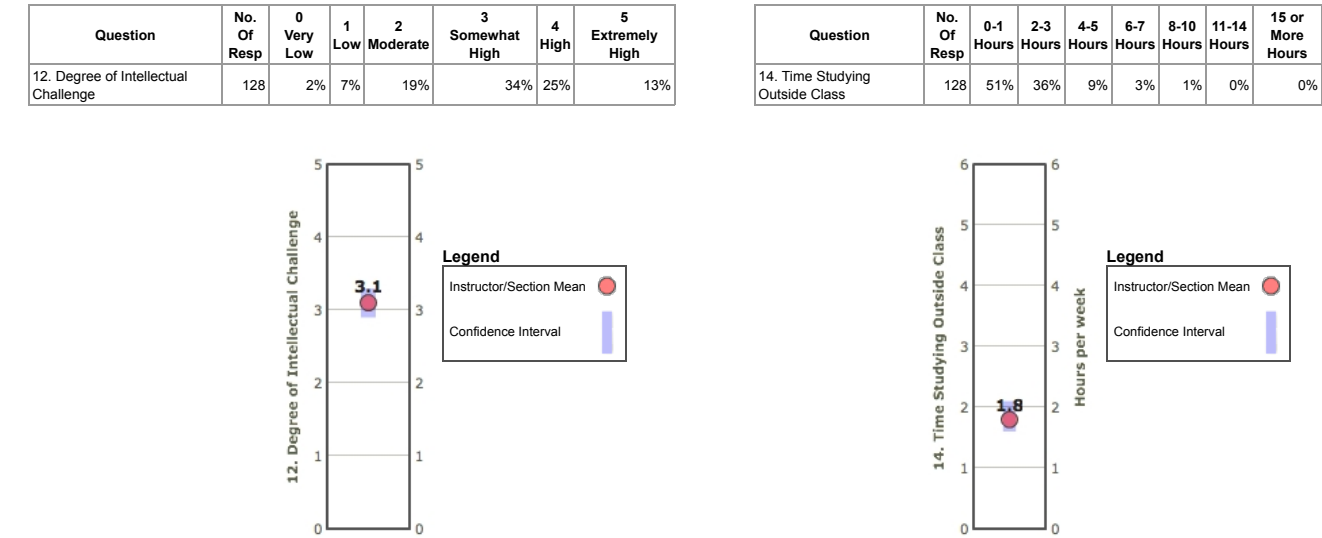 Question No. Of Resp 0 Very Low 1 Low 2 Moderate 3 Somewhat High 4 High 5 Extremely High
12. Degree of Intellectual Challenge 128 2% 7% 19% 34% 25% 13%
Question No. Of Resp 0-1 Hours 2-3 Hours 4-5 Hours 6-7 Hours 8-10 Hours 11-14 Hours 15 or More Hours
14. Time Studying Outside Class 128 51% 36% 9% 3% 1% 0% 0%
12. Degree of Intellectual Challenge
5 5
4 4
3.1
3 3
2 2
1 1
0 0
Legend
Instructor/Section Mean
Confidence Interval
14. Time Studying Outside Class
6 6
5 5
4 4
3 3
2 2
1.8
1 1
0 0
Hours per week
Legend
Instructor/Section Mean
Confidence Interval